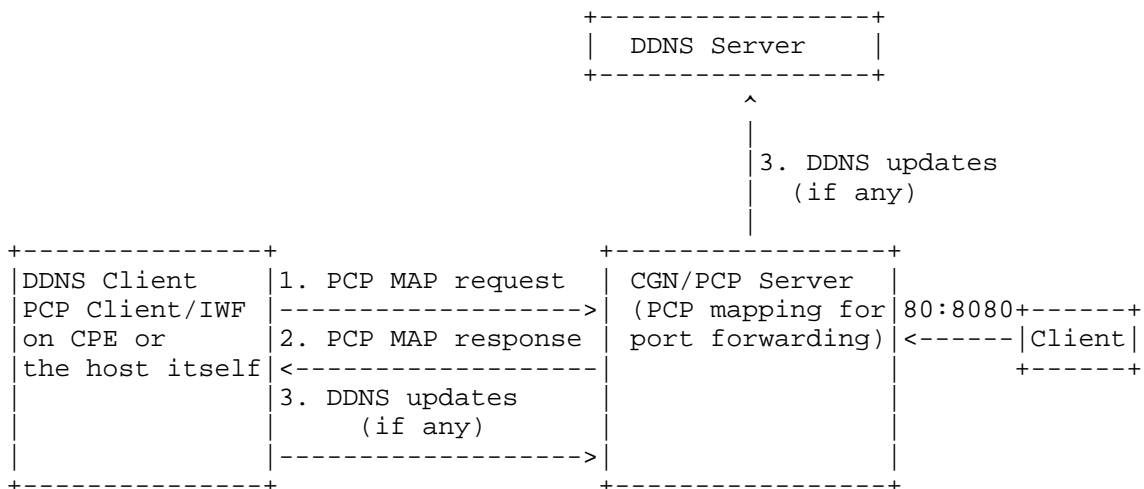 DDNS Server
3. DDNS updates
(if any)
DDNS Client
PCP Client/IWF
on CPE or
the host itself
1. PCP MAP request
2. PCP MAP response
3. DDNS updates
(if any)
CGN/PCP Server
(PCP mapping for
port forwarding)
80:8080
Client